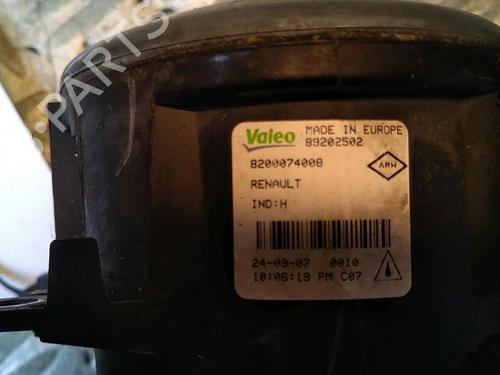 PARTS
Valeo MADE IN EUROPE
89202502
8200074008
ARH
RENAULT
IND:H
24-09-07 0010
10:06:19 PM C07